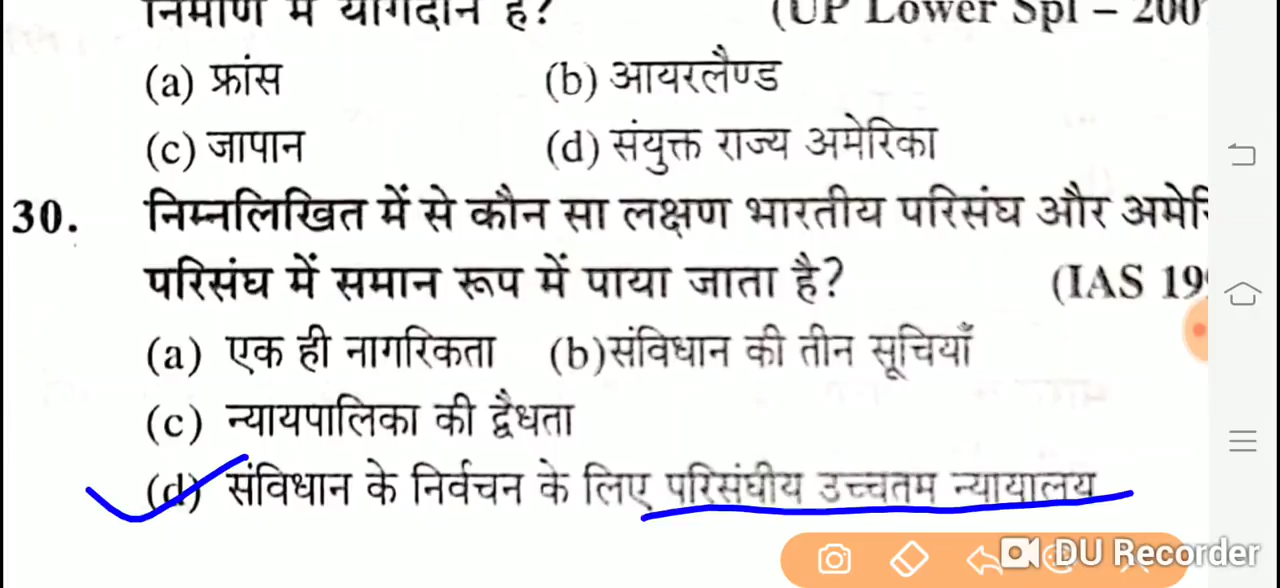 निर्माण में योगदान है? (UP Lower Spl – 200
(a) फ्रांस (b) आयरलैण्ड
(c) जापान (d) संयुक्त राज्य अमेरिका
30. निम्नलिखित में से कौन सा लक्षण भारतीय परिसंघ और
परिसंघ में समान रूप में पाया जाता है? (IAS 19
(a) एक ही नागरिकता (b)संविधान की तीन सूचियाँ
(c) न्यायपालिका की द्वैधता
(d) संविधान के निर्वचन के लिए परिसंघीय उच्चतम न्यायालय
DU Recorder